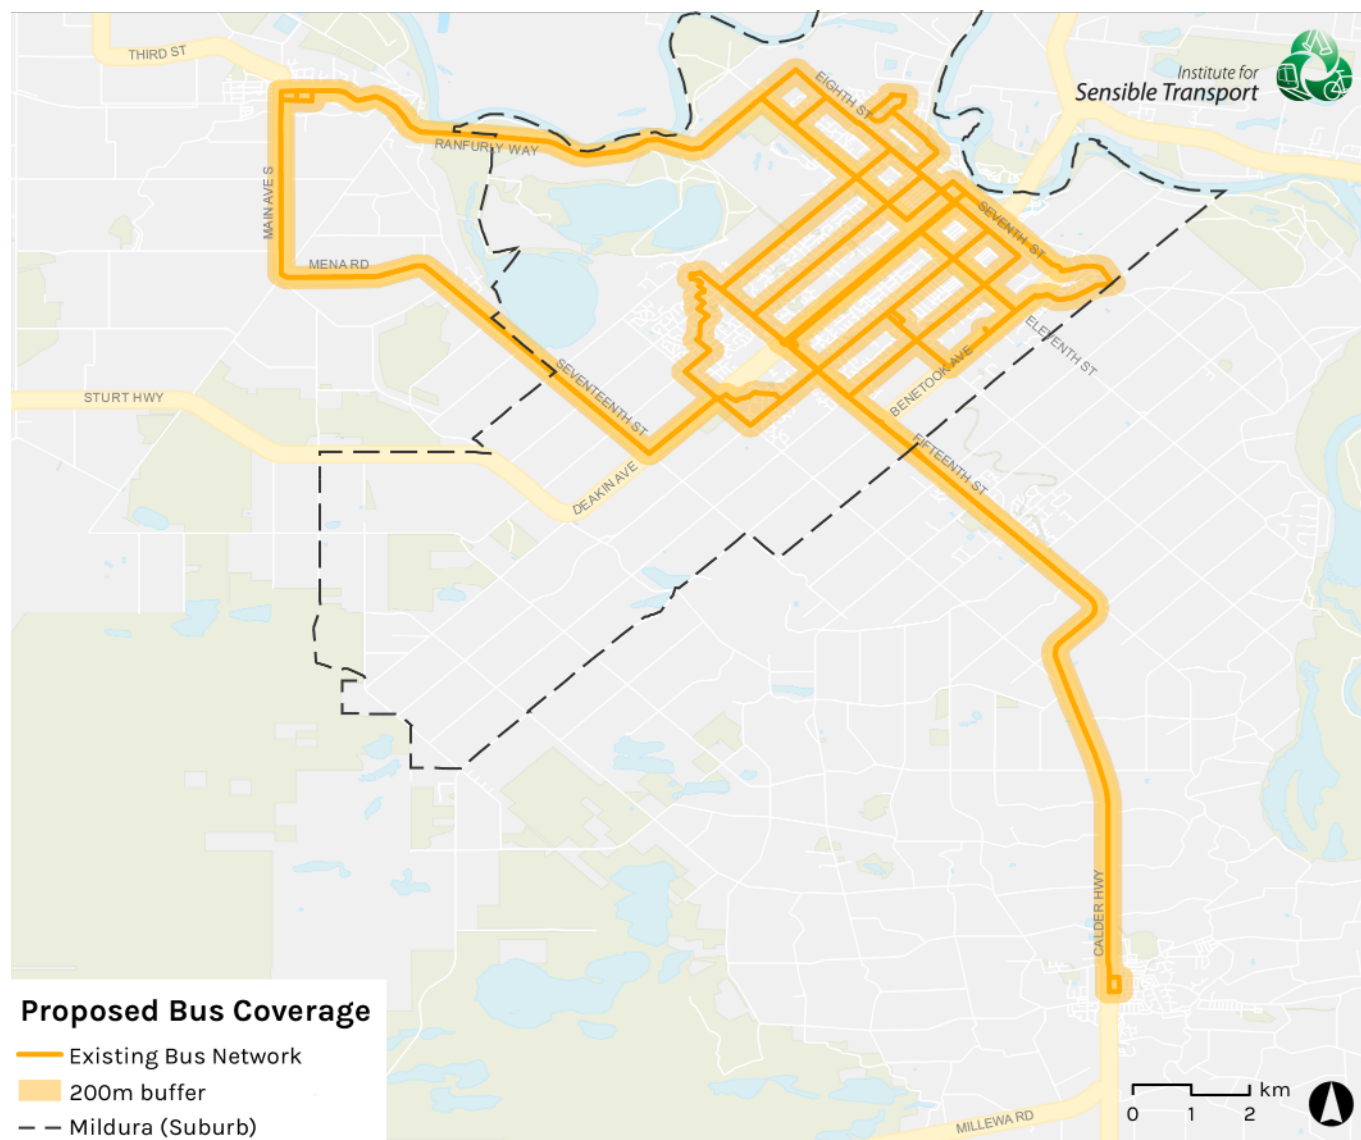 THIRD ST
EIGHTH ST
Institute for
Sensible Transport
RANFURLY WAY
MAIN AVE S
SEVENTH ST
MENA RD
ELEVENTH ST
SEVENTEENTH ST
BENETOOK AVE
STURT HWY
FIFTEENTH ST
DEAKIN AVE
CALDER HWY
Proposed Bus Coverage
Existing Bus Network
200m buffer
Mildura (Suburb)
km
0 1 2
MILLEWA RD